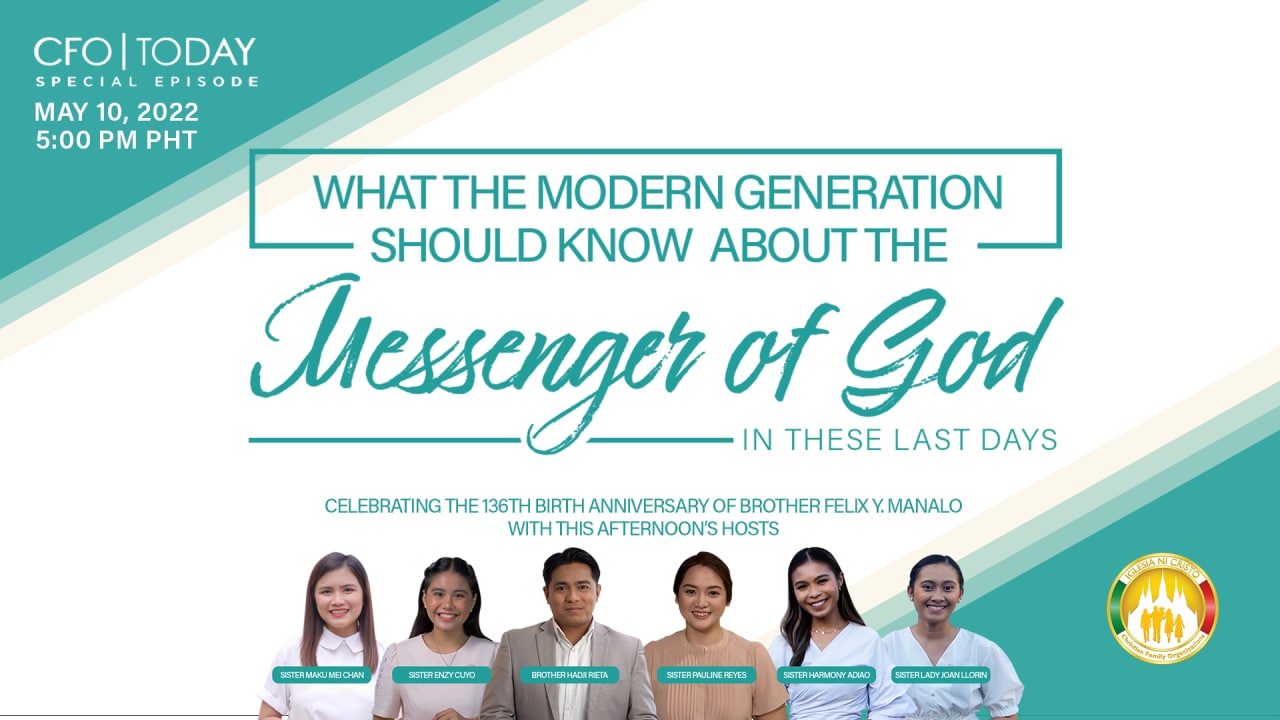 CFO|TODAY
SPECIAL EPISODE
MAY 10, 2022
5:00 PM PHT
WHAT THE MODERN GENERATION
SHOULD KNOW ABOUT THE
Messenger of God
IN THESE LAST DAYS
CELEBRATING THE 136TH BIRTH ANNIVERSARY OF BROTHER FELIX Y. MANALO
WITH THIS AFTERNOON'S HOSTS
SISTER MAKU MEI CHAN
SISTER ENZY CUYO
BROTHER HADJI RIETA
SISTER PAULINE REYES
SISTER HARMONY ADIAO
SISTER LADY JOAN LLORIN
IGLESIA NI CRISTO
Christian Family Organizations